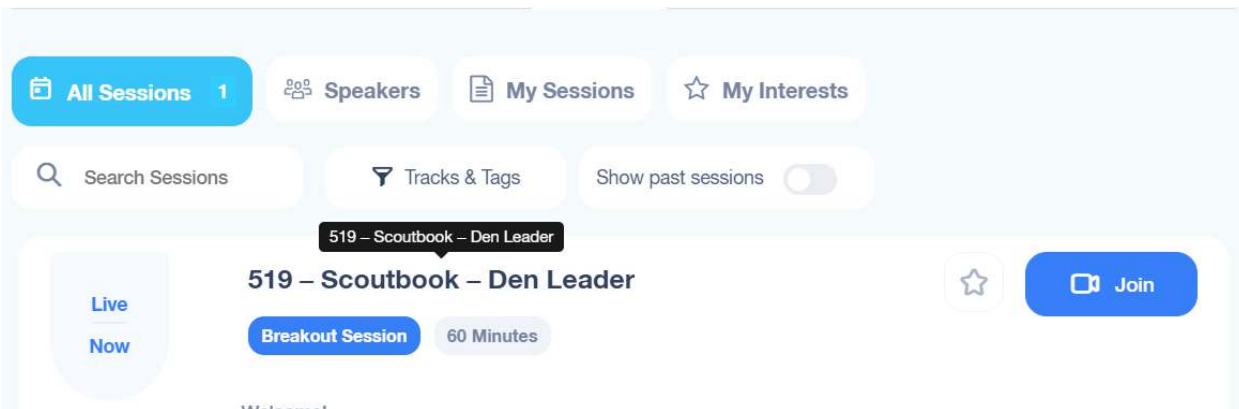 All Sessions 1 Speakers My Sessions My Interests
Search Sessions Tracks & Tags Show past sessions
519 – Scoutbook – Den Leader
519 – Scoutbook – Den Leader
Join
Live
Now
Breakout Session 60 Minutes